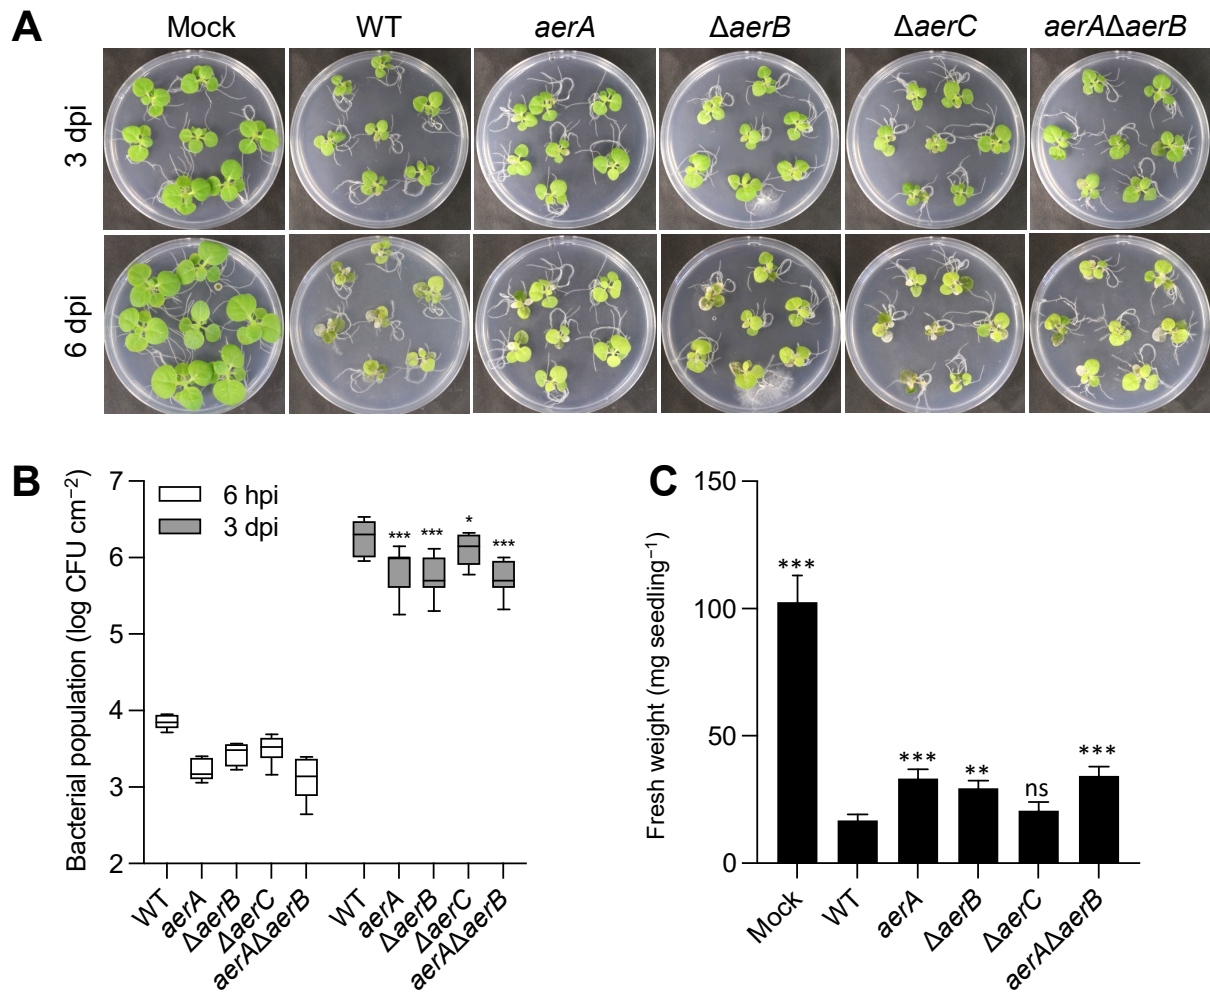 A
Mock WT aerA ΔaerB ΔaerC aerAΔaerB
3 dpi
6 dpi
B
Bacterial population (log CFU cm⁻²)
7
6
5
4
3
2
6 hpi
3 dpi
*** *** * ***
WT aerA ΔaerB ΔaerC aerAΔaerB WT aerA ΔaerB ΔaerC aerAΔaerB
C
Fresh weight (mg seedling⁻¹)
150
100
50
0
*** *** ** ns ***
Mock WT aerA ΔaerB ΔaerC aerAΔaerB